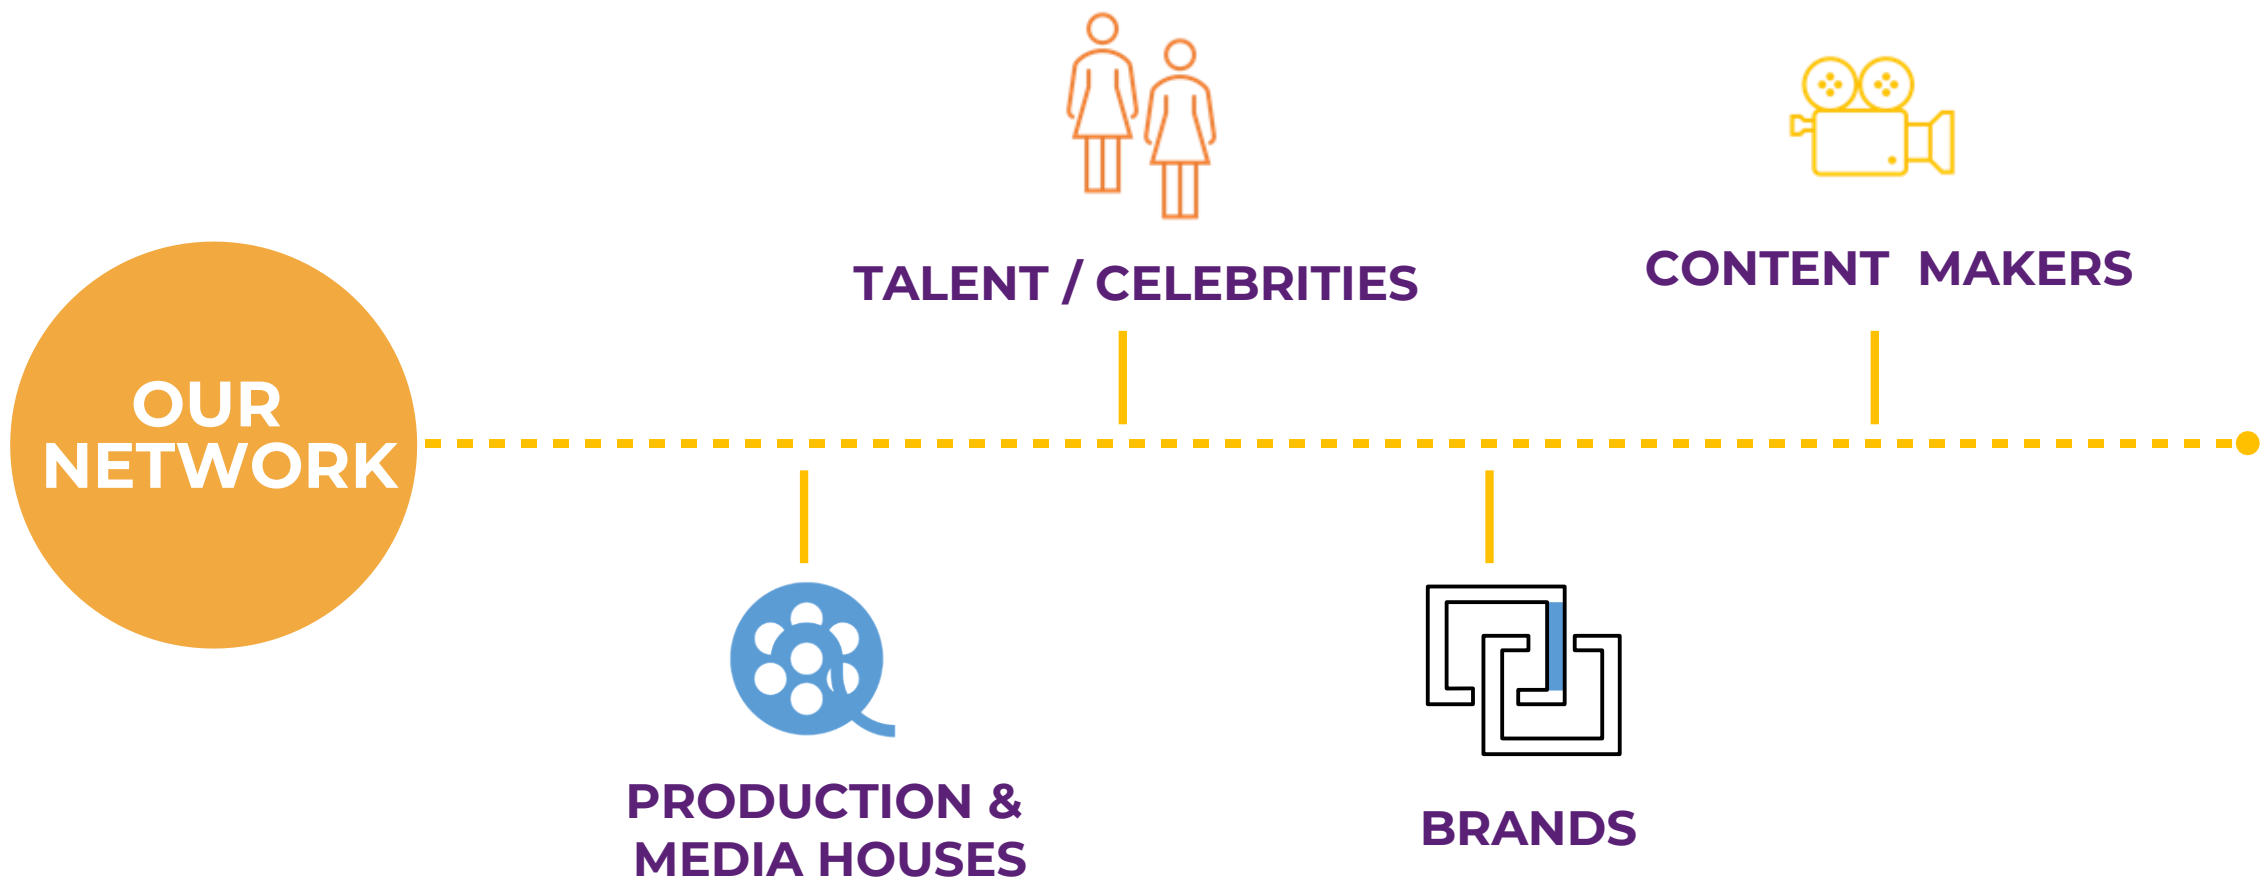 OUR
NETWORK
TALENT / CELEBRITIES
CONTENT MAKERS
PRODUCTION &
MEDIA HOUSES
BRANDS